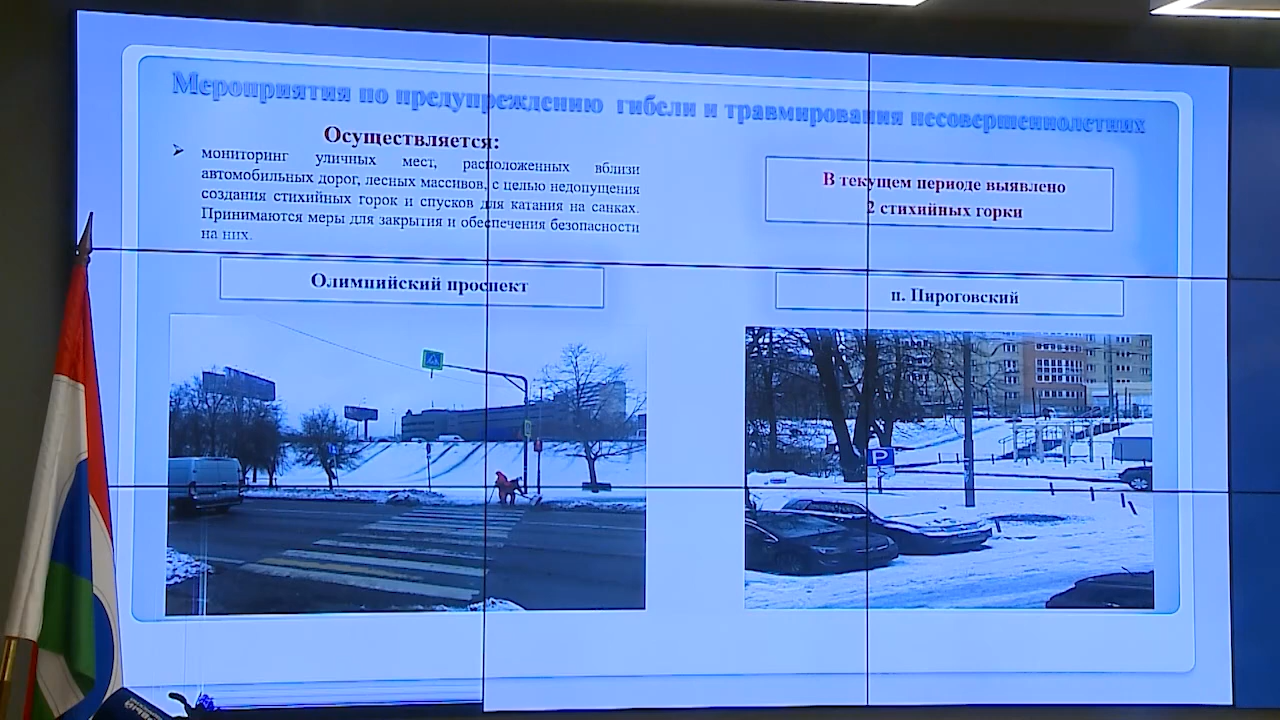 Мероприятия по предупреждению гибели и травмирования несовершеннолетних
Осуществляется:
мониторинг уличных мест, расположенных вблизи
автомобильных дорог, лесных массивов, с целью недопущения
создания стихийных горок и спусков для катания на санках.
Принимаются меры для закрытия и обеспечения безопасности
на них.
В текущем периоде выявлено
2 стихийных горки
Олимпийский проспект
п. Пироговский
P